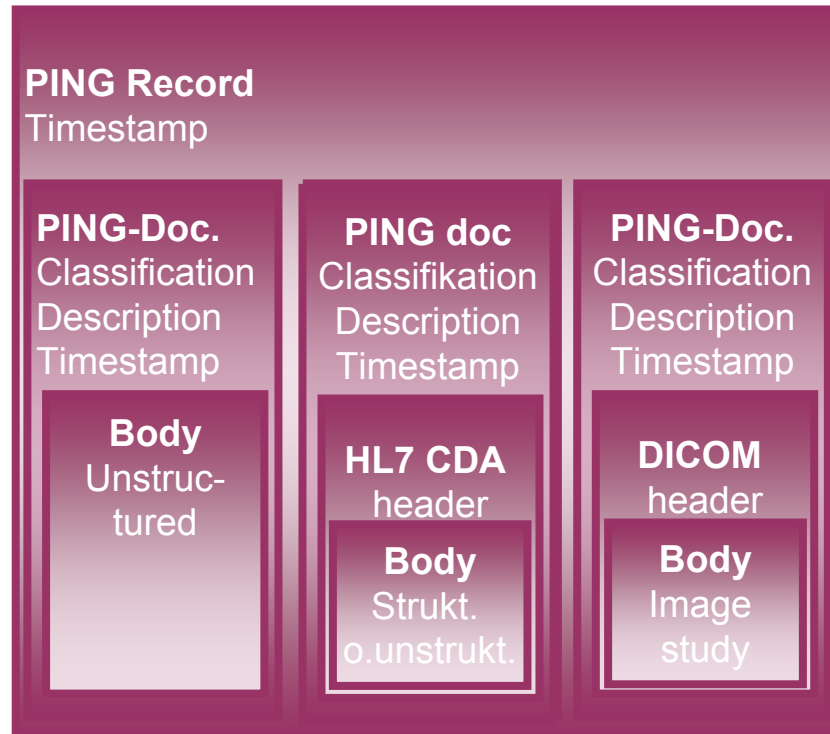 PING Record
Timestamp
PING-Doc.
Classification
Description
Timestamp
Body
Unstruc-
tured
PING doc
Classifikation
Description
Timestamp
HL7 CDA
header
Body
Strukt.
o.unstrukt.
PING-Doc.
Classification
Description
Timestamp
DICOM
header
Body
Image
study